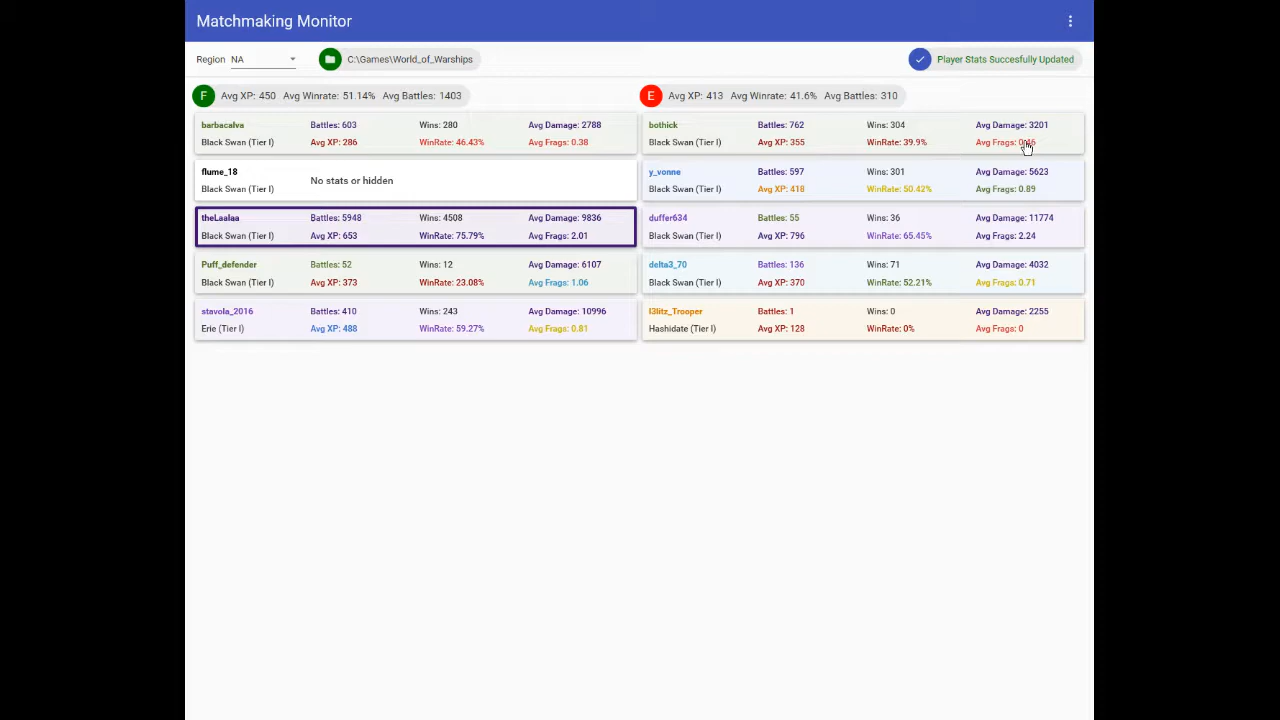 Matchmaking Monitor
Region NA C:\Games\World_of_Warships Player Stats Succesfully Updated
F Avg XP: 450 Avg Winrate: 51.14% Avg Battles: 1403
barbacalva Battles: 603 Wins: 280 Avg Damage: 2788
Black Swan (Tier I) Avg XP: 286 WinRate: 46.43% Avg Frags: 0.38
flume_18
No stats or hidden
Black Swan (Tier I)
theLaalaa Battles: 5948 Wins: 4508 Avg Damage: 9836
Black Swan (Tier I) Avg XP: 653 WinRate: 75.79% Avg Frags: 2.01
Puff_defender Battles: 52 Wins: 12 Avg Damage: 6107
Black Swan (Tier I) Avg XP: 373 WinRate: 23.08% Avg Frags: 1.06
stavola_2016 Battles: 410 Wins: 243 Avg Damage: 10996
Erie (Tier I) Avg XP: 488 WinRate: 59.27% Avg Frags: 0.81
E Avg XP: 413 Avg Winrate: 41.6% Avg Battles: 310
bothick Battles: 762 Wins: 304 Avg Damage: 3201
Black Swan (Tier I) Avg XP: 355 WinRate: 39.9% Avg Frags:
y_vonne Battles: 597 Wins: 301 Avg Damage: 5623
Black Swan (Tier I) Avg XP: 418 WinRate: 50.42% Avg Frags: 0.89
duffer634 Battles: 55 Wins: 36 Avg Damage: 11774
Black Swan (Tier I) Avg XP: 796 WinRate: 65.45% Avg Frags: 2.24
delta3_70 Battles: 136 Wins: 71 Avg Damage: 4032
Black Swan (Tier I) Avg XP: 370 WinRate: 52.21% Avg Frags: 0.71
l3litz_Trooper Battles: 1 Wins: 0 Avg Damage: 2255
Hashidate (Tier I) Avg XP: 128 WinRate: 0% Avg Frags: 0